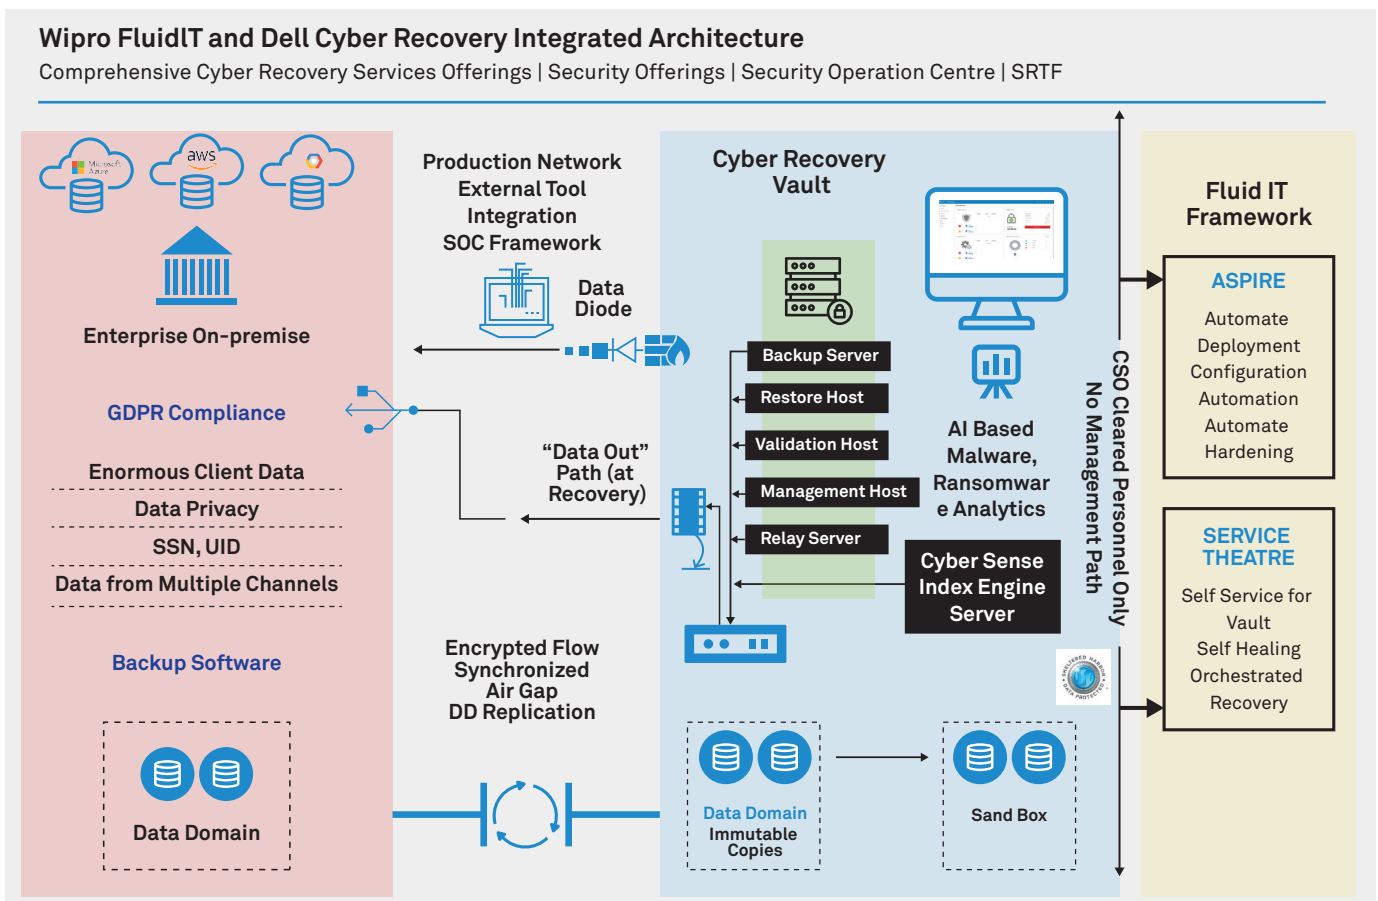 Wipro FluidIT and Dell Cyber Recovery Integrated Architecture
Comprehensive Cyber Recovery Services Offerings | Security Offerings | Security Operation Centre | SRTF
Microsoft
Azure
aws
Enterprise On-premise
GDPR Compliance
Enormous Client Data
Data Privacy
SSN, UID
Data from Multiple Channels
Backup Software
Data Domain
Production Network
External Tool
Integration
SOC Framework
Data
Diode
“Data Out”
Path (at
Recovery)
Encrypted Flow
Synchronized
Air Gap
DD Replication
Cyber Recovery
Vault
Backup Server
Restore Host
Validation Host
Management Host
Relay Server
AI Based
Malware,
Ransomwar
e Analytics
Cyber Sense
Index Engine
Server
Data Domain
Immutable
Copies
Sand Box
SHELTERED HARBOR
DATA PROTECTED
CSO Cleared Personnel Only
No Management Path
Fluid IT
Framework
ASPIRE
Automate
Deployment
Configuration
Automation
Automate
Hardening
SERVICE
THEATRE
Self Service for
Vault
Self Healing
Orchestrated
Recovery